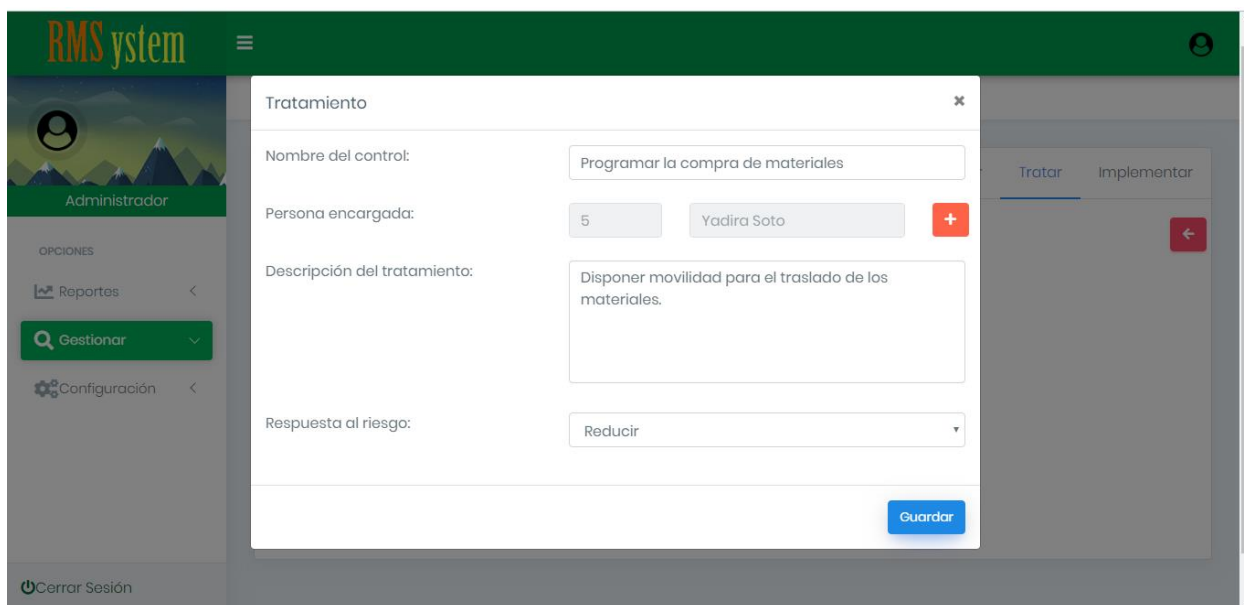 RMSystem
Administrador
OPCIONES
Reportes
Gestionar
Configuración
Cerrar Sesión
Tratar
Implementar
Tratamiento
Nombre del control:
Programar la compra de materiales
Persona encargada:
5
Yadira Soto
Descripción del tratamiento:
Disponer movilidad para el traslado de los
materiales.
Respuesta al riesgo:
Reducir
Guardar